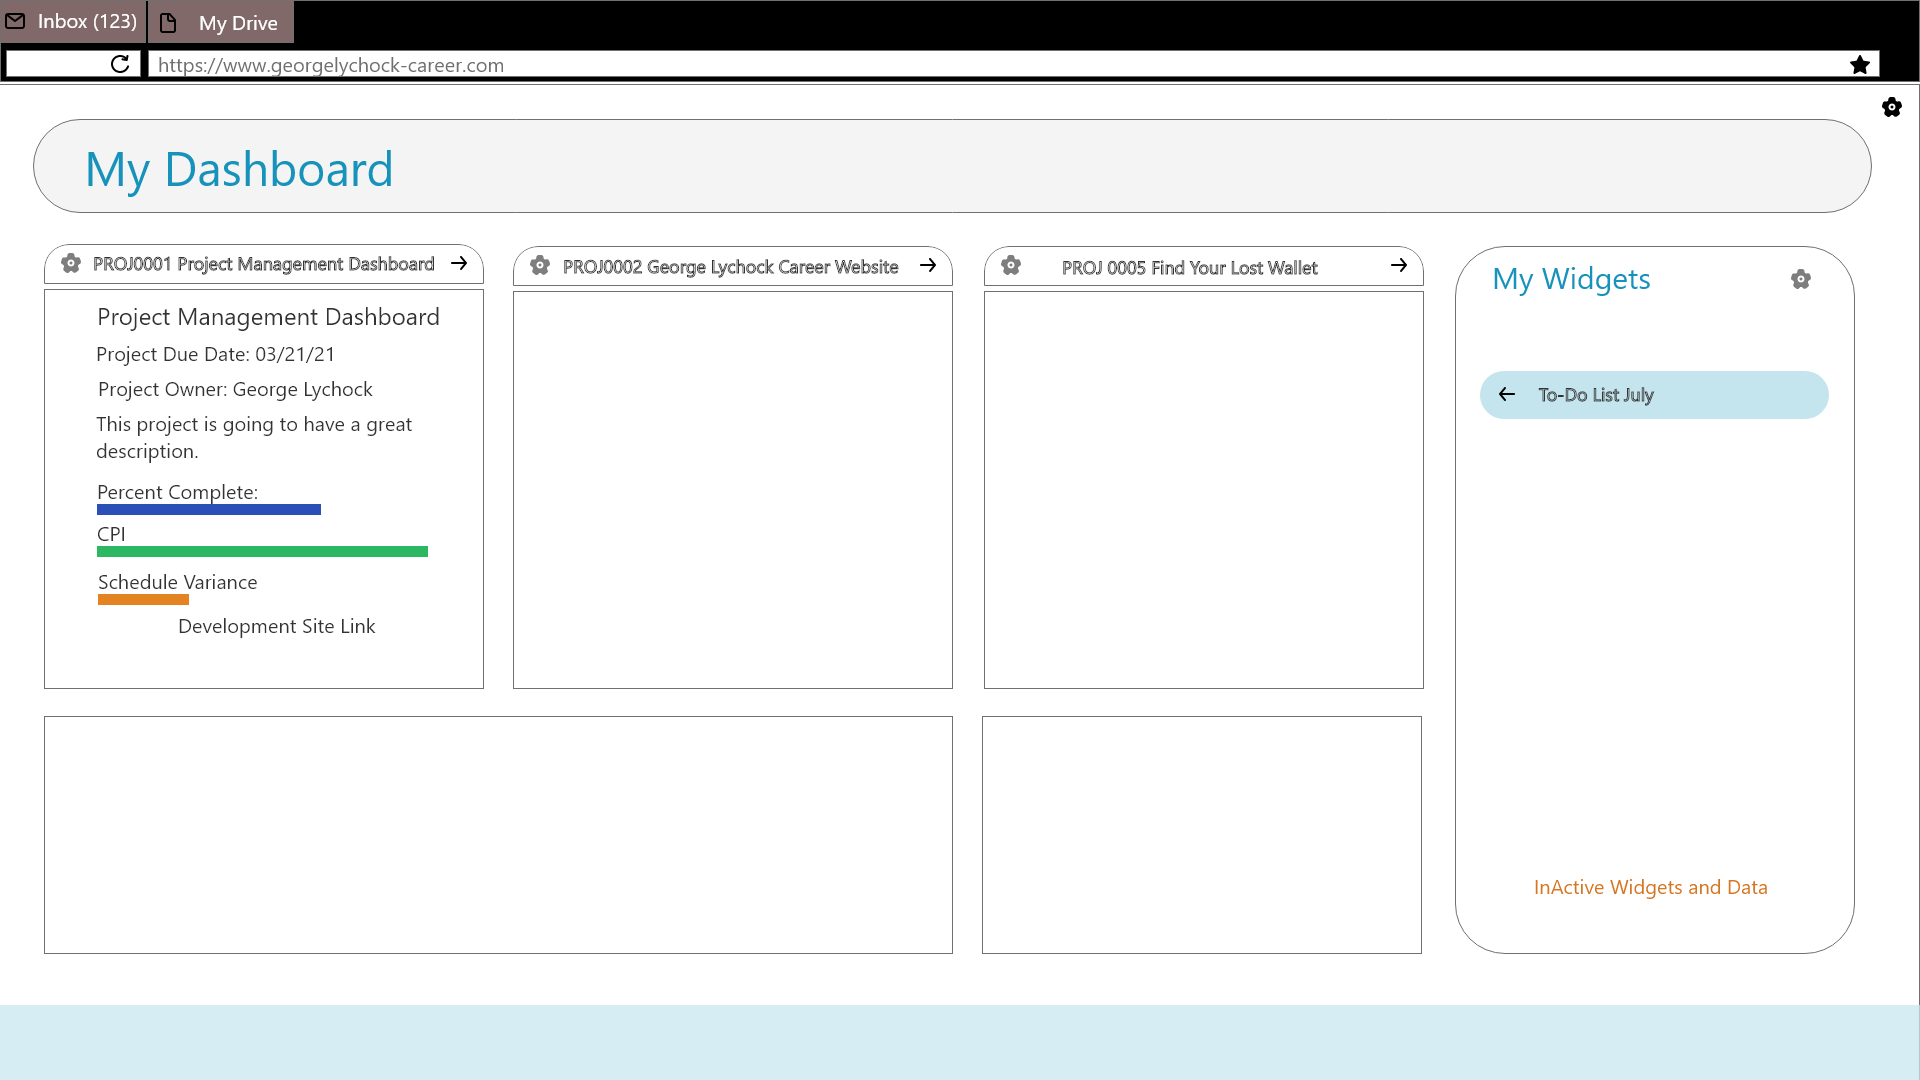 Inbox (123)
My Drive
https://www.georgelychock-career.com
My Dashboard
PROJ0001 Project Management Dashboard
PROJ0002 George Lychock Career Website
PROJ 0005 Find Your Lost Wallet
My Widgets
Project Management Dashboard
Project Due Date: 03/21/21
Project Owner: George Lychock
This project is going to have a great
description.
Percent Complete:
CPI
Schedule Variance
Development Site Link
To-Do List July
InActive Widgets and Data